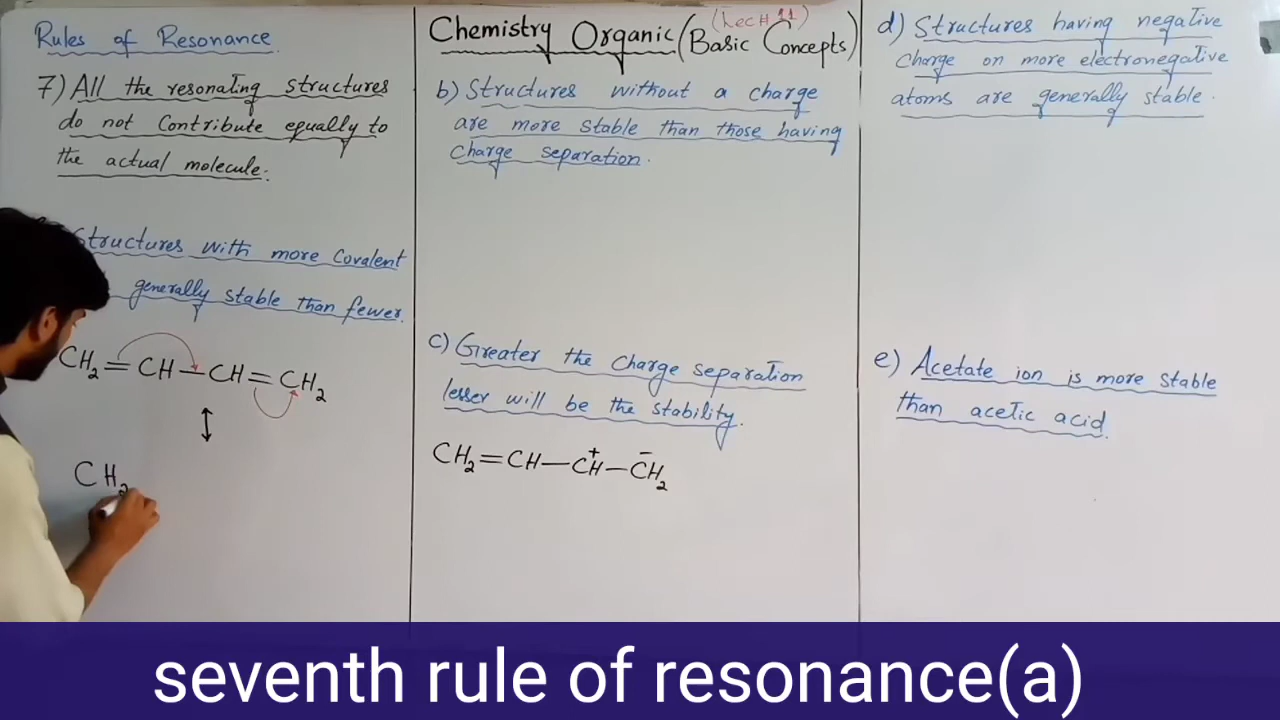 Rules of Resonance
7) All the resonating structures
do not Contribute equally to
the actual molecule.
Structures with more Covalent
generally stable than fewer.
CH₂=CH—CH=CH₂
CH₂
Chemistry Organic (Basic Concepts)
(Lec # 11)
b) Structures without a charge
are more stable than those having
Charge separation.
c) Greater the charge separation
lesser will be the stability.
CH₂=CH—C⁺H—C⁻H₂
d) Structures having negative
charge on more electronegative
atoms are generally stable.
e) Acetate ion is more stable
than acetic acid.
seventh rule of resonance(a)